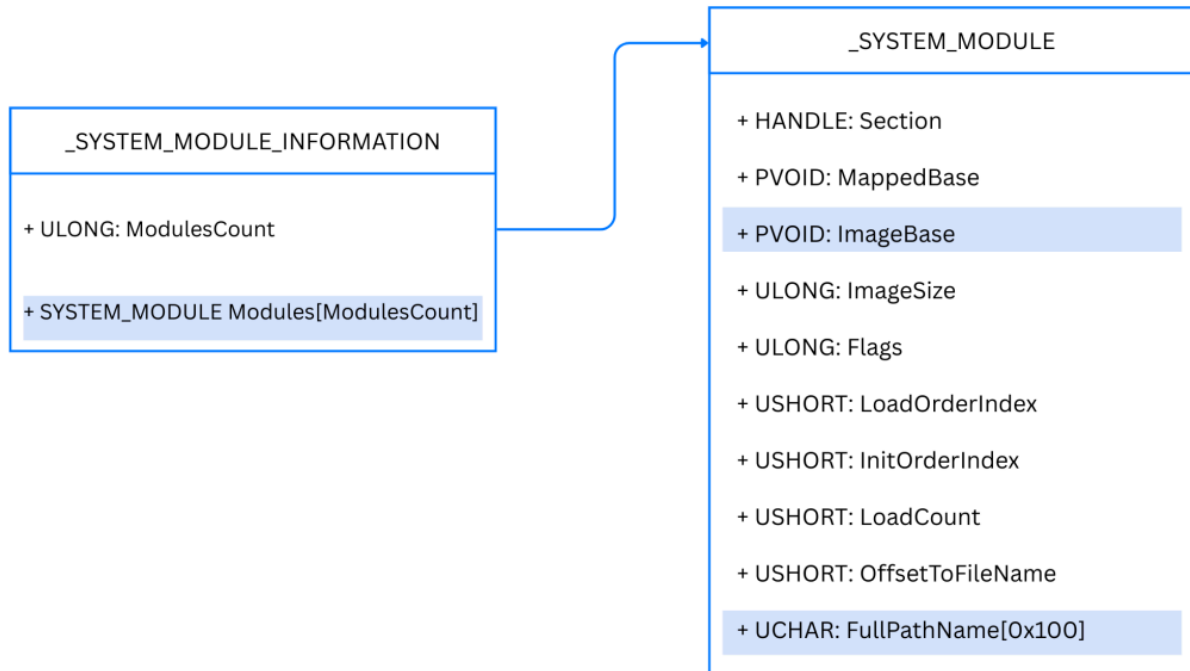 _SYSTEM_MODULE_INFORMATION
+ ULONG: ModulesCount
+ SYSTEM_MODULE Modules[ModulesCount]
_SYSTEM_MODULE
+ HANDLE: Section
+ PVOID: MappedBase
+ PVOID: ImageBase
+ ULONG: ImageSize
+ ULONG: Flags
+ USHORT: LoadOrderIndex
+ USHORT: InitOrderIndex
+ USHORT: LoadCount
+ USHORT: OffsetToFileName
+ UCHAR: FullPathName[0x100]